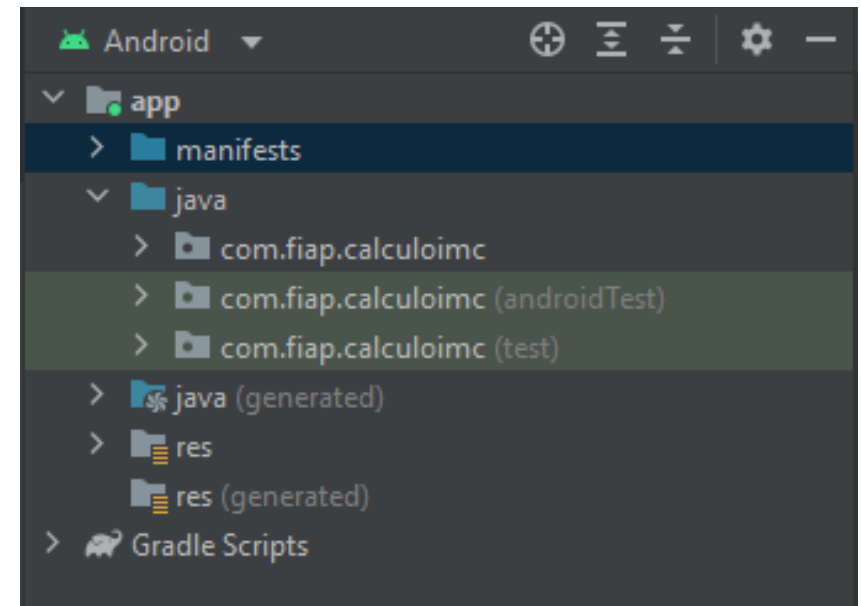 Android
app
manifests
java
com.fiap.calculoimc
com.fiap.calculoimc (androidTest)
com.fiap.calculoimc (test)
java (generated)
res
res (generated)
Gradle Scripts